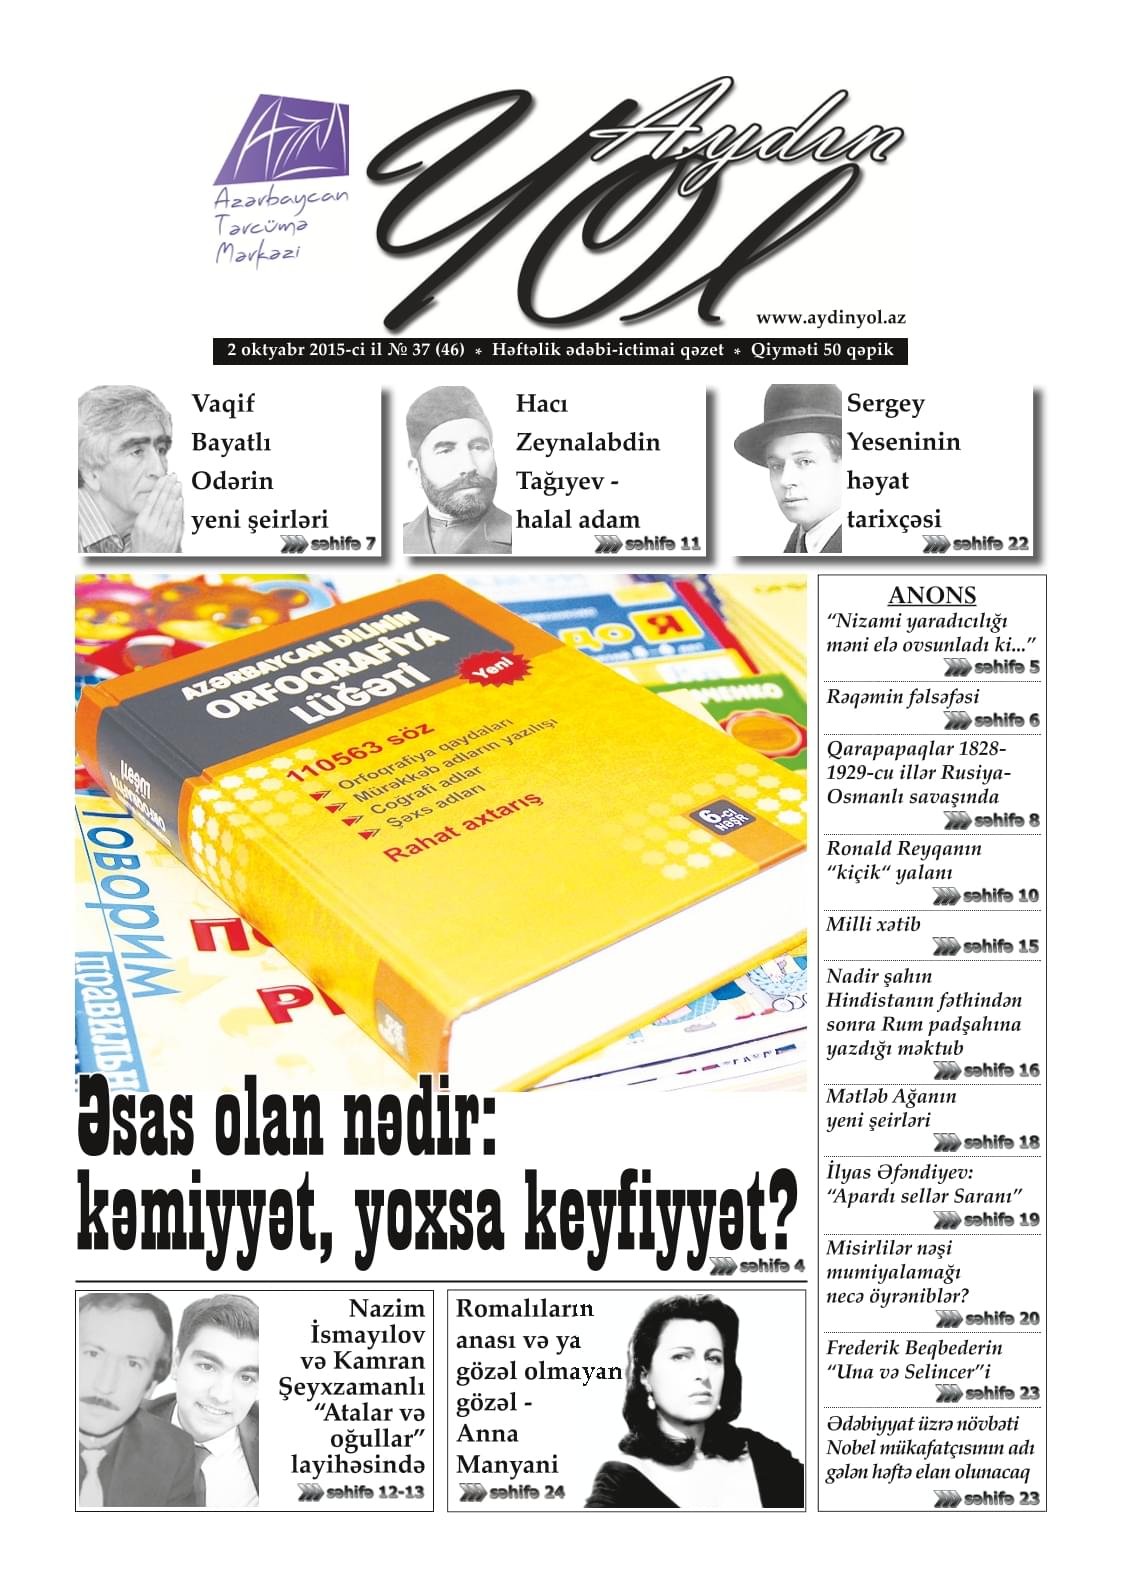 Azərbaycan
Tərcümə
Mərkəzi
Aydın
Yol
www.aydinyol.az
2 oktyabr 2015-ci il № 37 (46) * Həftəlik ədəbi-ictimai qəzet * Qiyməti 50 qəpik
Vaqif
Bayatlı
Odərin
yeni şeirləri
səhifə 7
Hacı
Zeynalabdin
Tağıyev -
halal adam
səhifə 11
Sergey
Yeseninin
həyat
tarixçəsi
səhifə 22
AZƏRBAYCAN DİLİNİN
ORFOQRAFİYA
LÜĞƏTİ
Yeni
110563 söz
Orfoqrafiya qaydaları
Mürəkkəb adların yazılışı
Coğrafi adlar
Şəxs adları
Rahat axtarış
6-cı
NƏŞR
Говорим
правильн
Əsas olan nədir:
kəmiyyət, yoxsa keyfiyyət?
səhifə 4
Nazim
İsmayılov
və Kamran
Şeyxzamanlı
“Atalar və
oğullar”
layihəsində
səhifə 12-13
Romalıların
anası və ya
gözəl olmayan
gözəl -
Anna
Manyani
səhifə 24
ANONS
“Nizami yaradıcılığı
məni elə ovsunladı ki...”
səhifə 5
Rəqəmin fəlsəfəsi
səhifə 6
Qarapapaqlar 1828-
1929-cu illər Rusiya-
Osmanlı savaşında
səhifə 8
Ronald Reyqanın
“kiçik“ yalanı
səhifə 10
Milli xətib
səhifə 15
Nadir şahın
Hindistanın fəthindən
sonra Rum padşahına
yazdığı məktub
səhifə 16
Mətləb Ağanın
yeni şeirləri
səhifə 18
İlyas Əfəndiyev:
“Apardı sellər Saranı”
səhifə 19
Misirlilər nəşi
mumiyalamağı
necə öyrəniblər?
səhifə 20
Frederik Beqbederin
“Una və Selincer”i
səhifə 23
Ədəbiyyat üzrə növbəti
Nobel mükafatçısının adı
gələn həftə elan olunacaq
səhifə 23